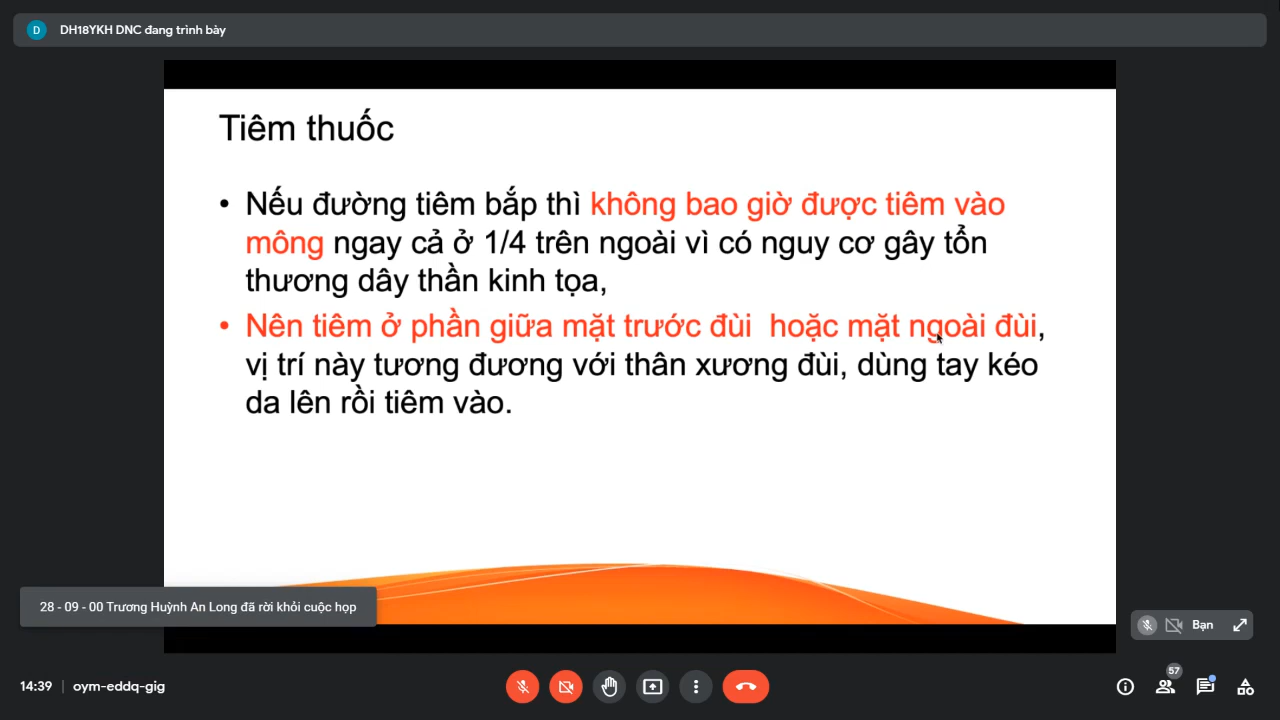 D DH18YKH DNC đang trình bày
Tiêm thuốc
• Nếu đường tiêm bắp thì không bao giờ được tiêm vào
mông ngay cả ở 1/4 trên ngoài vì có nguy cơ gây tổn
thương dây thần kinh tọa,
• Nên tiêm ở phần giữa mặt trước đùi hoặc mặt ngoài đùi,
vị trí này tương đương với thân xương đùi, dùng tay kéo
da lên rồi tiêm vào.
28 - 09 - 00 Trương Huỳnh An Long đã rời khỏi cuộc họp
Bạn
14:39 | oym-eddq-gig
57